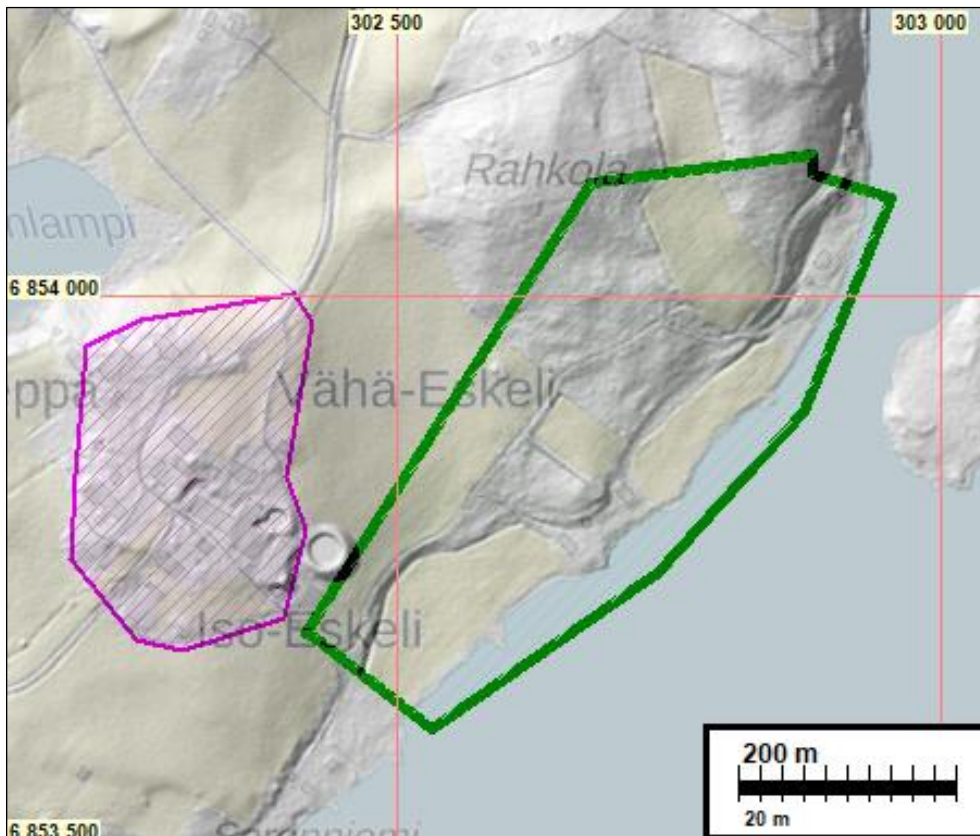 302 500
303 000
Rahkola
nlampi
6 854 000
ppa
Vähä-Eskeli
Iso-Eskeli
200 m
20 m
6 853 500